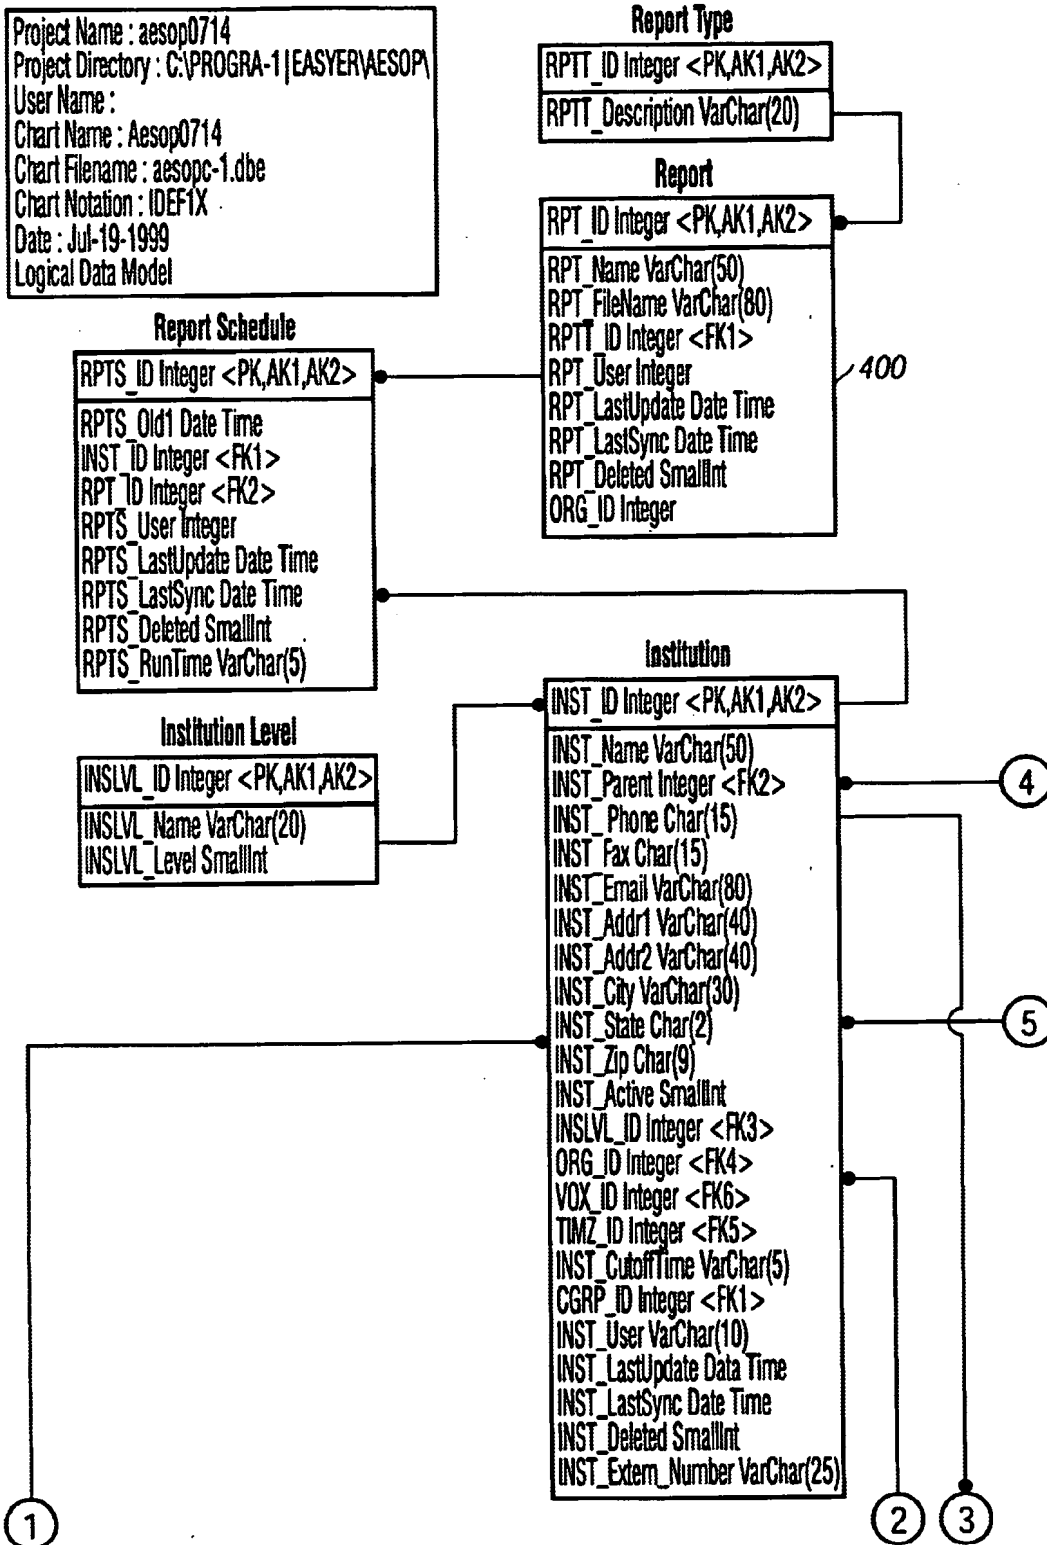 Project Name : aesop0714
Project Directory : C:\PROGRA-1|EASYER\AESOP\
User Name :
Chart Name : Aesop0714
Chart Filename : aesopc-1.dbe
Chart Notation : IDEF1X
Date : Jul-19-1999
Logical Data Model
Report Type
RPTT_ID Integer <PK,AK1,AK2>
RPTT_Description VarChar(20)
Report
RPT_ID Integer <PK,AK1,AK2>
RPT_Name VarChar(50)
RPT_FileName VarChar(80)
RPTT_ID Integer <FK1>
RPT_User Integer
RPT_LastUpdate Date Time
RPT_LastSync Date Time
RPT_Deleted SmallInt
ORG_ID Integer
400
Report Schedule
RPTS_ID Integer <PK,AK1,AK2>
RPTS_Old1 Date Time
INST_ID Integer <FK1>
RPT_ID Integer <FK2>
RPTS_User Integer
RPTS_LastUpdate Date Time
RPTS_LastSync Date Time
RPTS_Deleted SmallInt
RPTS_RunTime VarChar(5)
Institution Level
INSLVL_ID Integer <PK,AK1,AK2>
INSLVL_Name VarChar(20)
INSLVL_Level SmallInt
Institution
INST_ID Integer <PK,AK1,AK2>
INST_Name VarChar(50)
INST_Parent Integer <FK2>
INST_ Phone Char(15)
INST_Fax Char(15)
INST_Email VarChar(80)
INST_Addr1 VarChar(40)
INST_Addr2 VarChar(40)
INST_City VarChar(30)
INST_State Char(2)
INST_Zip Char(9)
INST_Active SmallInt
INSLVL_ID Integer <FK3>
ORG_ID Integer <FK4>
VOX_ID Integer <FK6>
TIMZ_ID Integer <FK5>
INST_CutoffTime VarChar(5)
CGRP_ID Integer <FK1>
INST_User VarChar(10)
INST_LastUpdate Data Time
INST_LastSync Date Time
INST_Deleted SmallInt
INST_Extern_Number VarChar(25)
4
5
1
2
3